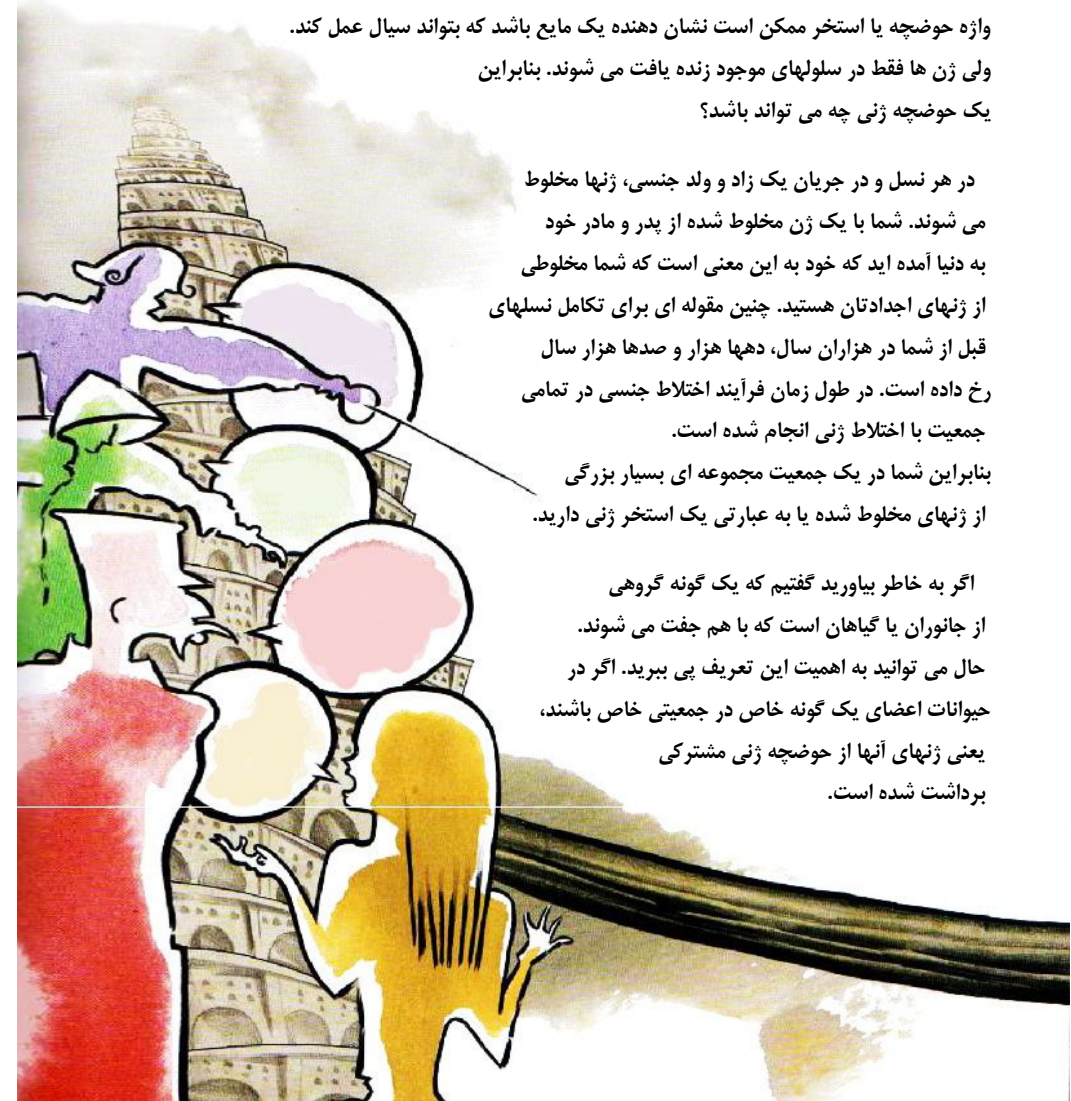 واژه حوضچه یا استخر ممکن است نشان دهنده یک مایع باشد که بتواند سیال عمل کند.
ولی ژن ها فقط در سلولهای موجود زنده یافت می شوند. بنابراین
یک حوضچه ژنی چه می تواند باشد؟
در هر نسل و در جریان یک زاد و ولد جنسی، ژنها مخلوط
می شوند. شما با یک ژن مخلوط شده از پدر و مادر خود
به دنیا آمده اید که خود به این معنی است که شما مخلوطی
از ژنهای اجدادتان هستید. چنین مقوله ای برای تکامل نسلهای
قبل از شما در هزاران سال، دهها هزار و صدها هزار سال
رخ داده است. در طول زمان فرآیند اختلاط جنسی در تمامی
جمعیت با اختلاط ژنی انجام شده است.
بنابراین شما در یک جمعیت مجموعه ای بسیار بزرگی
از ژنهای مخلوط شده یا به عبارتی یک استخر ژنی دارید.
اگر به خاطر بیاورید گفتیم که یک گونه گروهی
از جانوران یا گیاهان است که با هم جفت می شوند.
حال می توانید به اهمیت این تعریف پی ببرید. اگر در
حیوانات اعضای یک گونه خاص در جمعیتی خاص باشند،
یعنی ژنهای آنها از حوضچه ژنی مشترکی
برداشت شده است.